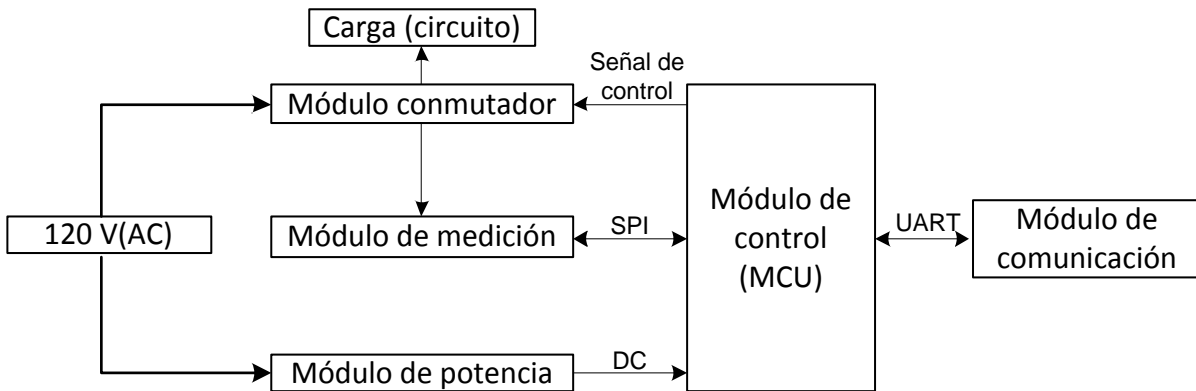 Carga (circuito)
Señal de
control
Módulo conmutador
120 V(AC)
Módulo de medición
SPI
Módulo de
control
(MCU)
UART
Módulo de
comunicación
Módulo de potencia
DC